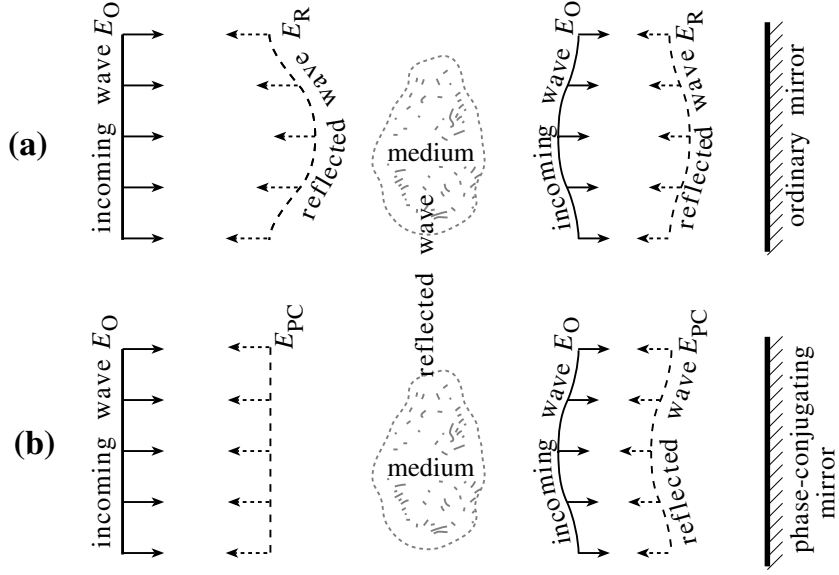 (a)
incoming wave E_O
reflected wave E_R
medium
incoming wave E_O
reflected wave E_R
ordinary mirror
reflected wave
(b)
incoming wave E_O
E_PC
medium
incoming wave E_O
reflected wave E_PC
phase-conjugating
mirror